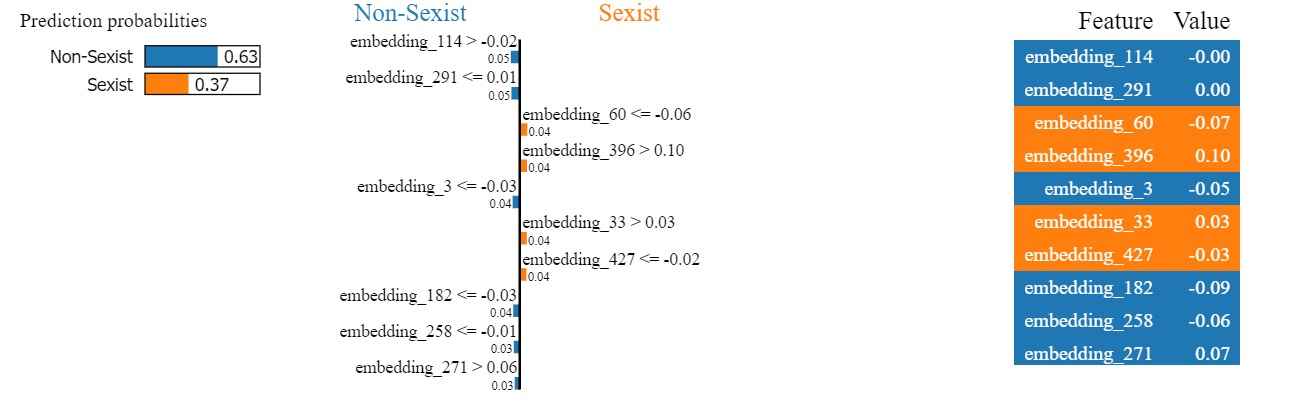 Prediction probabilities
Non-Sexist 0.63
Sexist 0.37
Non-Sexist Sexist
embedding_114 > -0.02
0.05
embedding_291 <= 0.01
0.05
embedding_60 <= -0.06
0.04
embedding_396 > 0.10
0.04
embedding_3 <= -0.03
0.04
embedding_33 > 0.03
0.04
embedding_427 <= -0.02
0.04
embedding_182 <= -0.03
0.04
embedding_258 <= -0.01
0.03
embedding_271 > 0.06
0.03
Feature Value
embedding_114 -0.00
embedding_291 0.00
embedding_60 -0.07
embedding_396 0.10
embedding_3 -0.05
embedding_33 0.03
embedding_427 -0.03
embedding_182 -0.09
embedding_258 -0.06
embedding_271 0.07